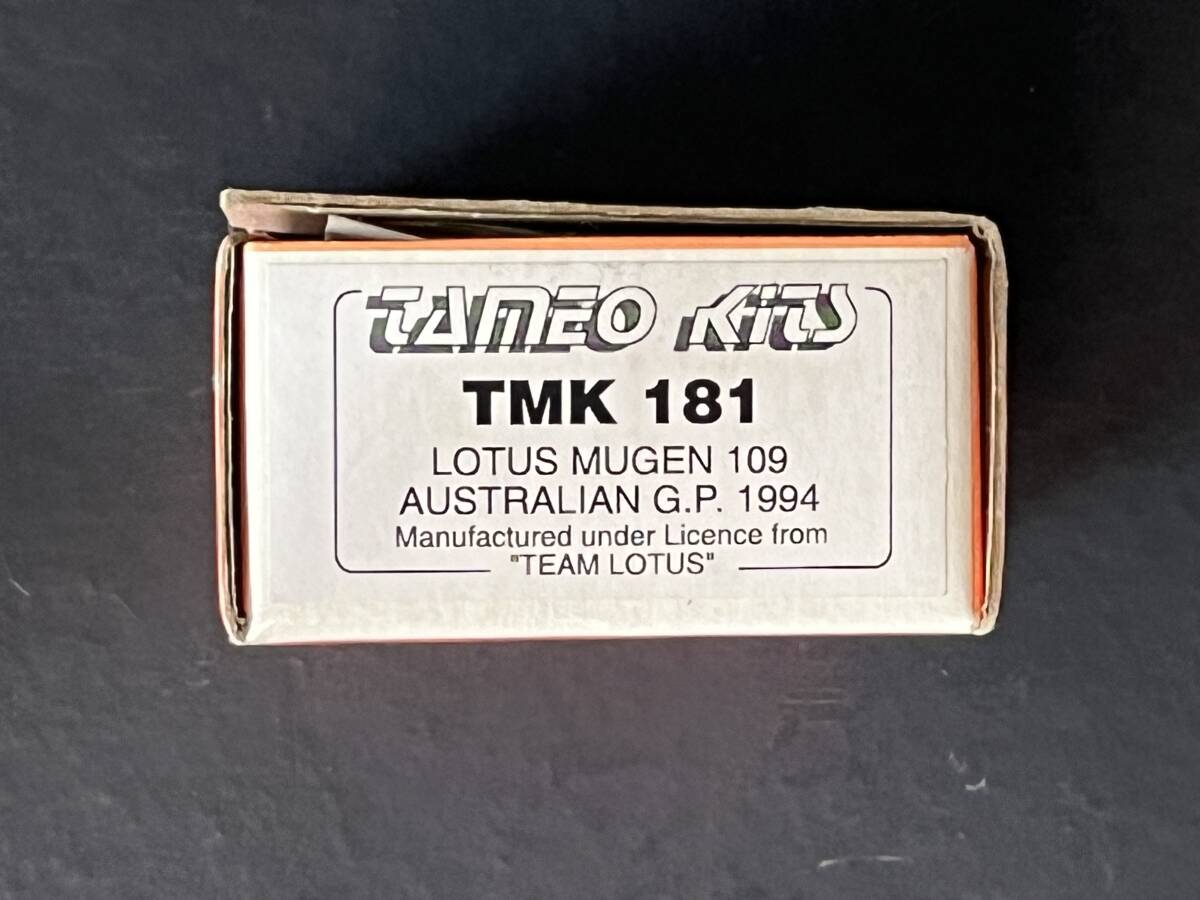 TAMEO KiTS
TMK 181
LOTUS MUGEN 109
AUSTRALIAN G.P. 1994
Manufactured under Licence from
"TEAM LOTUS"